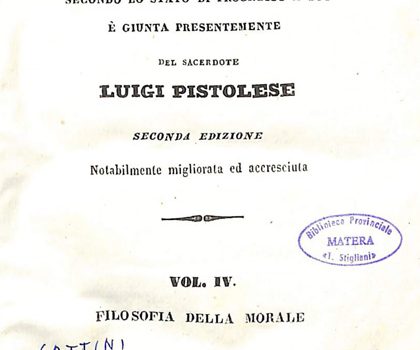 SECONDO LO STATO DI PROGRESSO A CUI
È GIUNTA PRESENTEMENTE
DEL SACERDOTE
LUIGI PISTOLESE
SECONDA EDIZIONE
Notabilmente migliorata ed accresciuta
Biblioteca Provinciale
MATERA
«T. Stigliani»
VOL. IV.
FILOSOFIA DELLA MORALE